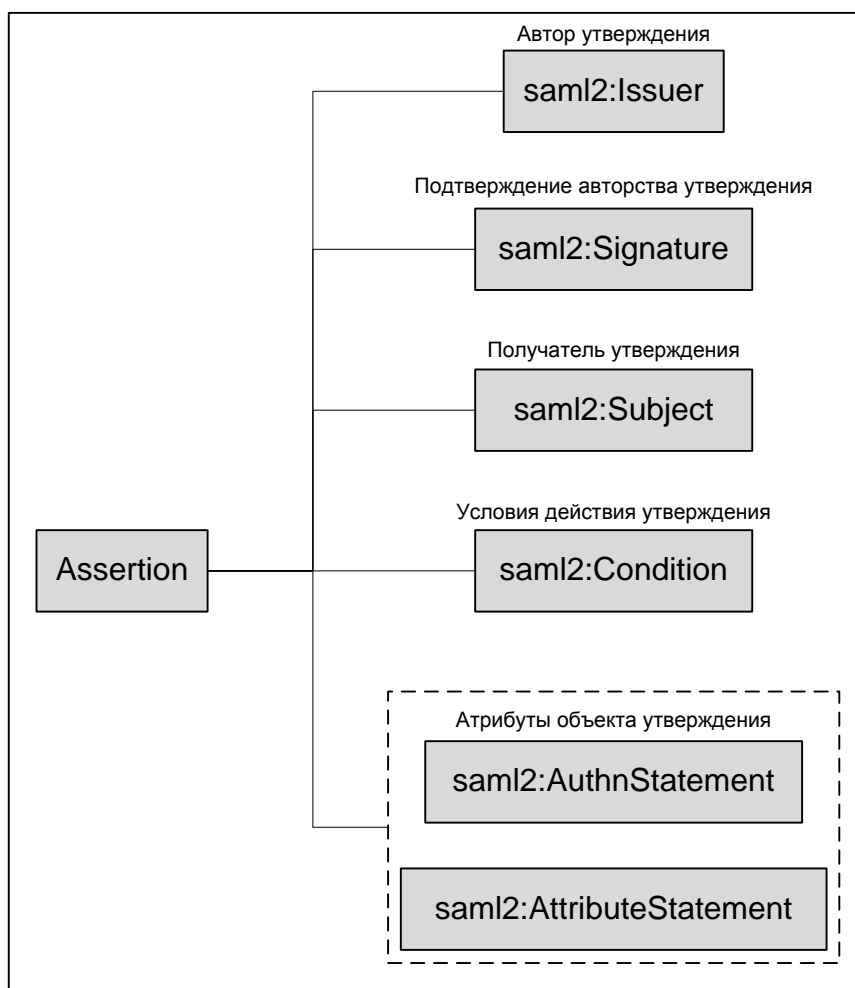 Автор утверждения
saml2:Issuer
Подтверждение авторства утверждения
saml2:Signature
Получатель утверждения
saml2:Subject
Условия действия утверждения
Assertion
saml2:Condition
Атрибуты объекта утверждения
saml2:AuthnStatement
saml2:AttributeStatement